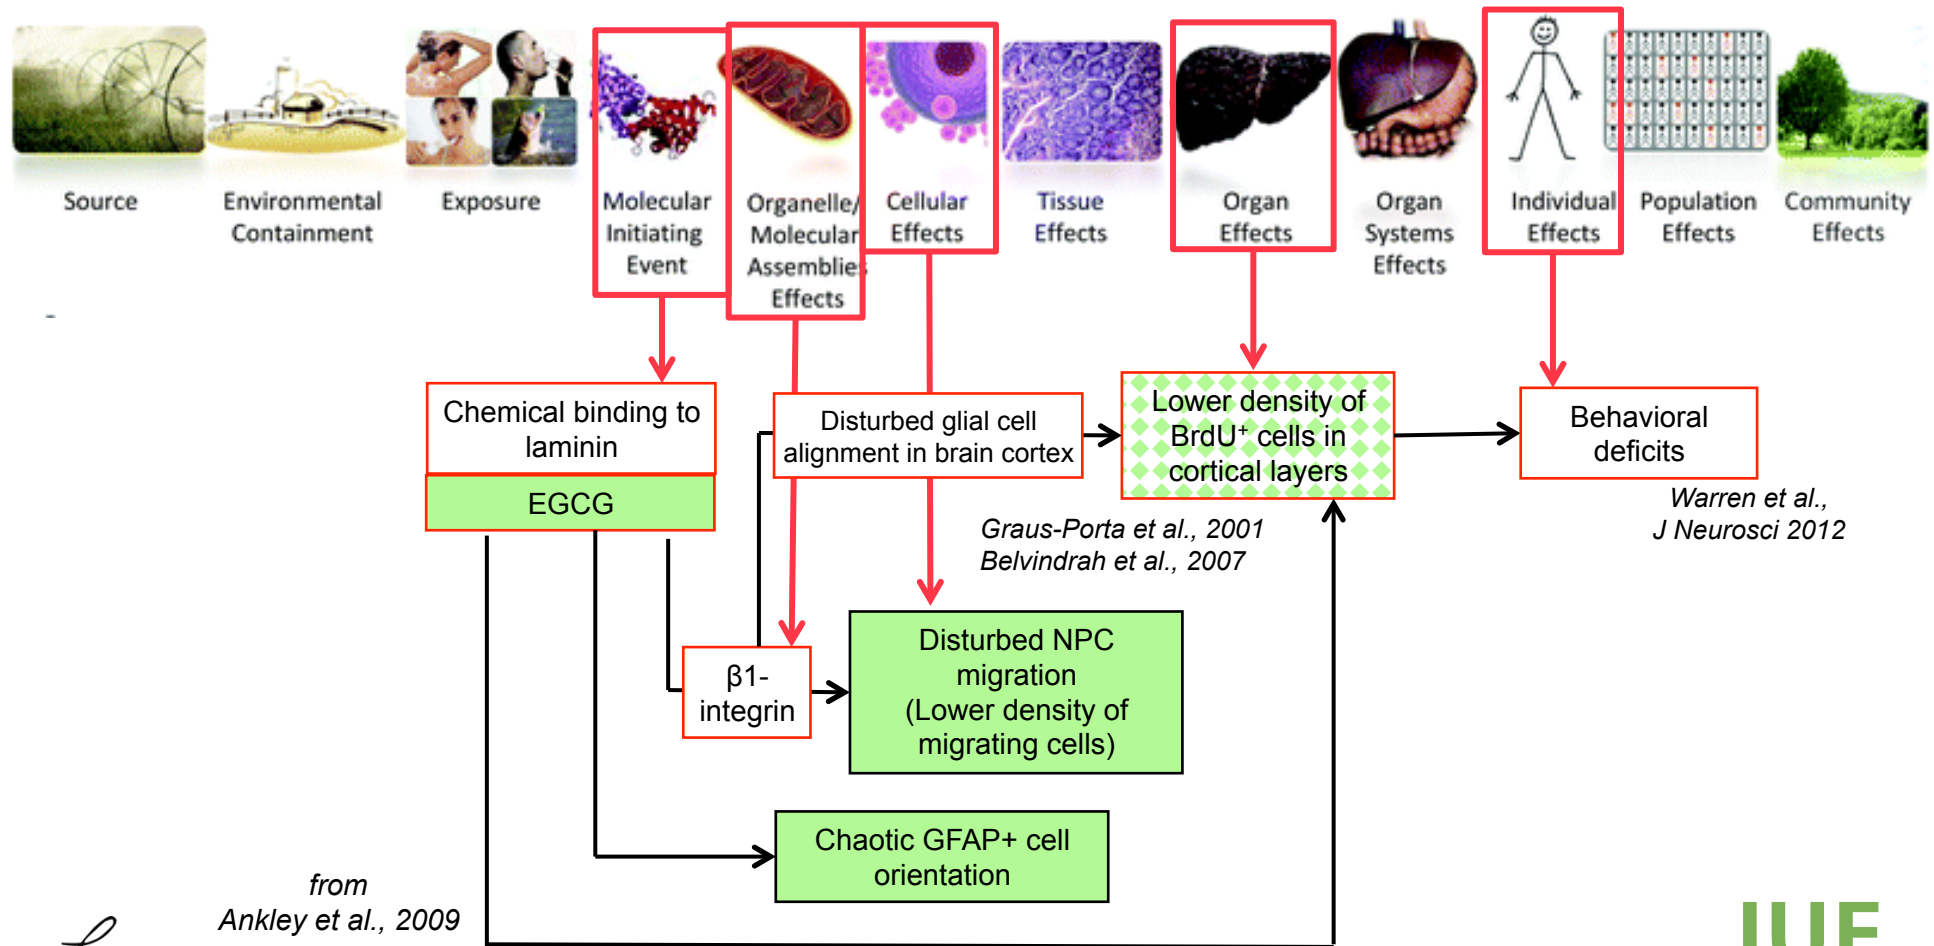 Source
Environmental
Containment
Exposure
Molecular
Initiating
Event
Organelle/
Molecular
Assemblies
Effects
Cellular
Effects
Tissue
Effects
Organ
Effects
Organ
Systems
Effects
Individual
Effects
Population
Effects
Community
Effects
Chemical binding to
laminin
EGCG
Disturbed glial cell
alignment in brain cortex
Lower density of
BrdU⁺ cells in
cortical layers
Behavioral
deficits
Warren et al.,
J Neurosci 2012
Graus-Porta et al., 2001
Belvindrah et al., 2007
β1-
integrin
Disturbed NPC
migration
(Lower density of
migrating cells)
Chaotic GFAP+ cell
orientation
from
Ankley et al., 2009